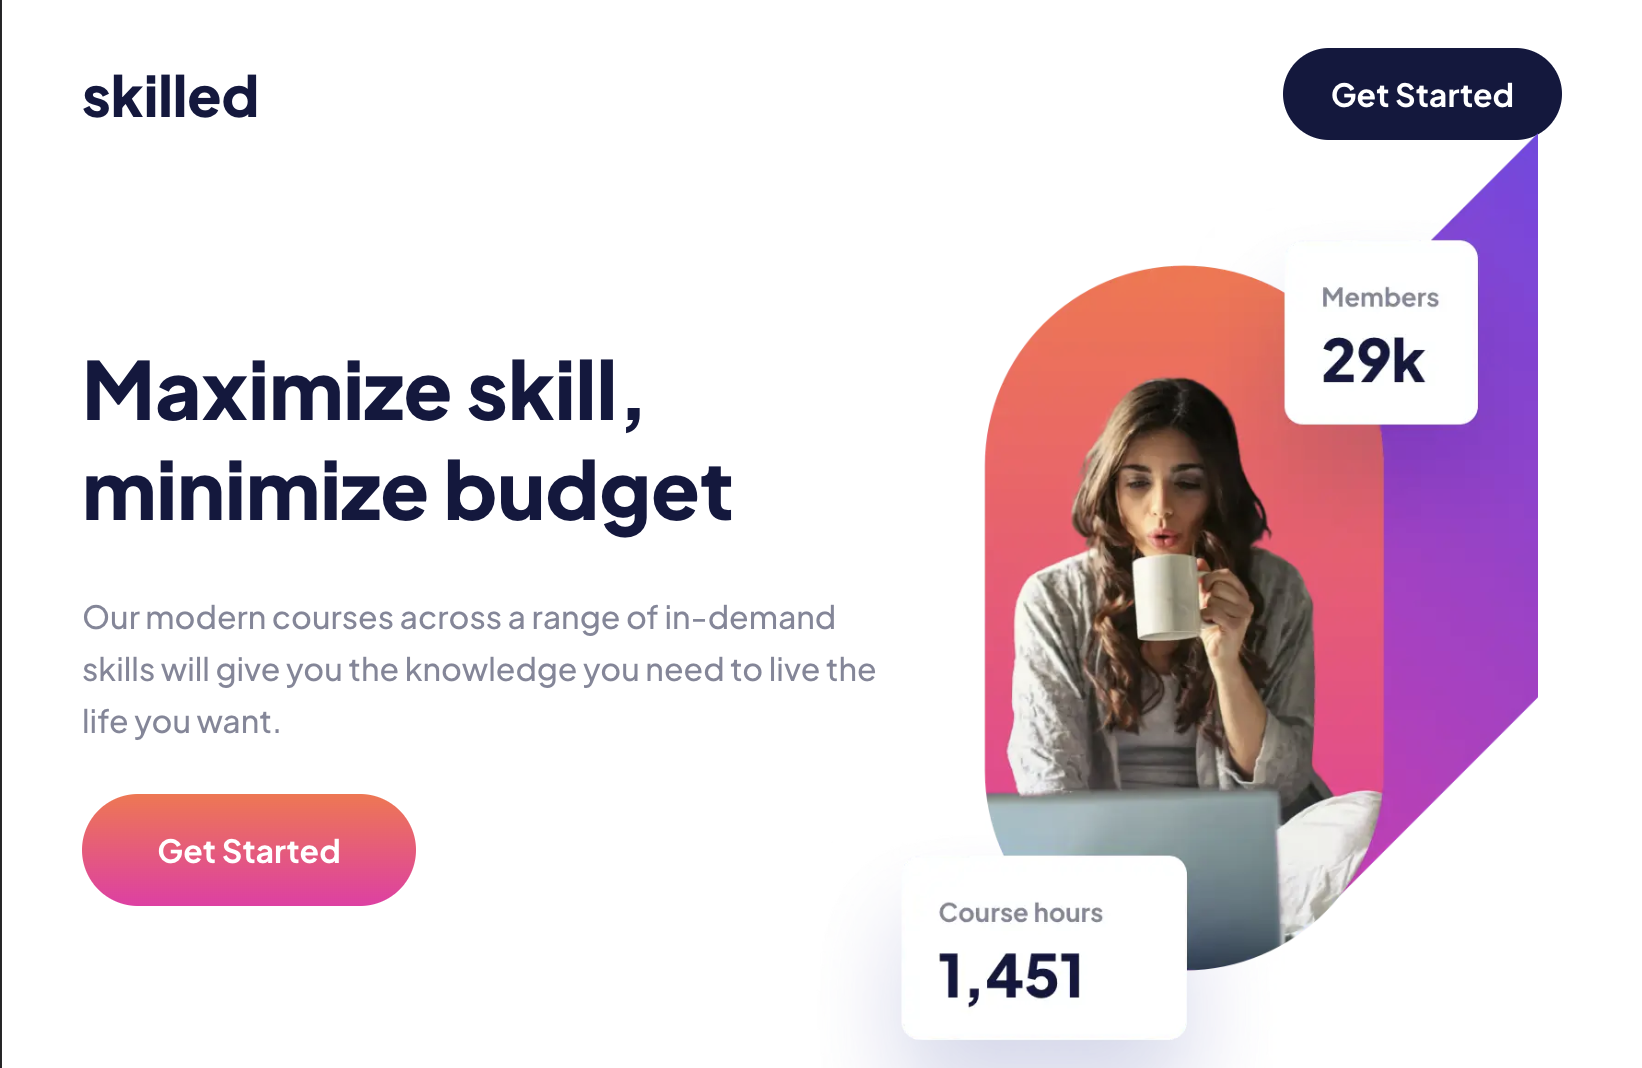 skilled
Get Started
Maximize skill,
minimize budget
Our modern courses across a range of in-demand
skills will give you the knowledge you need to live the
life you want.
Get Started
Members
29k
Course hours
1,451